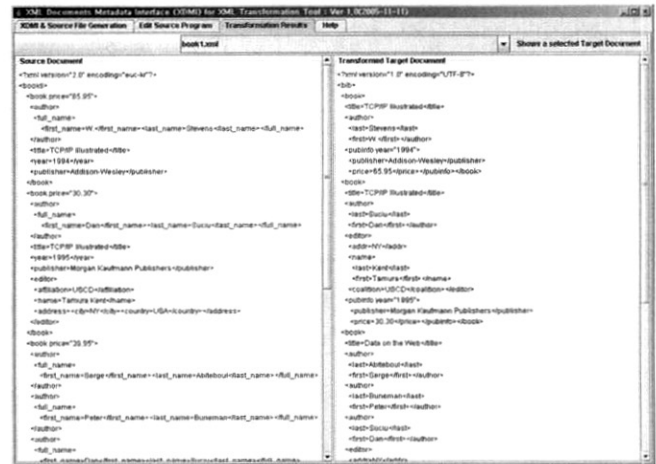 XML Documents Metadata Interface (XDMI) for XML Transformation Tool : Ver 1.0(2005-11-11)
XDMI & Source File Generation
Edit Source Program
Transformation Results
Help
book1.xml
Shows a selected Target Document
Source Document
<?xml version="2.0" encoding="euc-kr"?>
<books>
<book price="65.95">
<author>
<full_name>
<first_name>W.</first_name><last_name>Stevens</last_name></full_name>
</author>
<title>TCP/IP Illustrated</title>
<year>1994</year>
<publisher>Addison-Wesley</publisher>
</book>
<book price="30.30">
<author>
<full_name>
<first_name>Dan</first_name><last_name>Suciu</last_name></full_name>
</author>
<title>TCP/IP Illustrated</title>
<year>1995</year>
<publisher>Morgan Kaufmann Publishers</publisher>
<editor>
<affiliation>UBCD</affiliation>
<name>Tamura Kent</name>
<address><city>NY</city><country>USA</country></address>
</editor>
</book>
<book price="39.95">
<author>
<full_name>
<first_name>Serge</first_name><last_name>Abiteboul</last_name></full_name>
</author>
<author>
<full_name>
<first_name>Peter</first_name><last_name>Buneman</last_name></full_name>
</author>
<author>
<full_name>
<first_name>Dan</first_name><last_name>Suciu</last_name></full_name>
Transformed Target Document
<?xml version="1.0" encoding="UTF-8"?>
<bib>
<book>
<title>TCP/IP Illustrated</title>
<author>
<last>Stevens</last>
<first>W.</first></author>
<pubinfo year="1994">
<publisher>Addison-Wesley</publisher>
<price>65.95</price></pubinfo></book>
<book>
<title>TCP/IP Illustrated</title>
<author>
<last>Suciu</last>
<first>Dan</first></author>
<editor>
<addr>NY</addr>
<name>
<last>Kent</last>
<first>Tamura</first></name>
<coalition>UBCD</coalition></editor>
<pubinfo year="1995">
<publisher>Morgan Kaufmann Publishers</publisher>
<price>30.30</price></pubinfo></book>
<book>
<title>Data on the Web</title>
<author>
<last>Abiteboul</last>
<first>Serge</first></author>
<author>
<last>Buneman</last>
<first>Peter</first></author>
<author>
<last>Suciu</last>
<first>Dan</first></author>
<editor>
<addr>NY</addr>